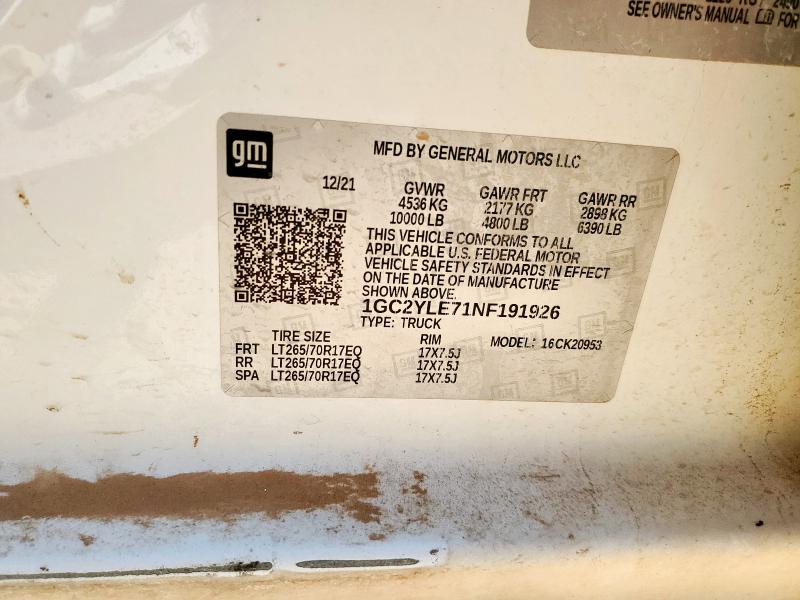 SEE OWNER'S MANUAL FOR
gm
MFD BY GENERAL MOTORS LLC
12/21 GVWR GAWR FRT GAWR RR
4536 KG 2177 KG 2898 KG
10000 LB 4800 LB 6390 LB
THIS VEHICLE CONFORMS TO ALL
APPLICABLE U.S. FEDERAL MOTOR
VEHICLE SAFETY STANDARDS IN EFFECT
ON THE DATE OF MANUFACTURE
SHOWN ABOVE.
1GC2YLE71NF191926
TYPE: TRUCK
TIRE SIZE RIM MODEL: 16CK20953
FRT LT265/70R17EQ 17X7.5J
RR LT265/70R17EQ 17X7.5J
SPA LT265/70R17EQ 17X7.5J